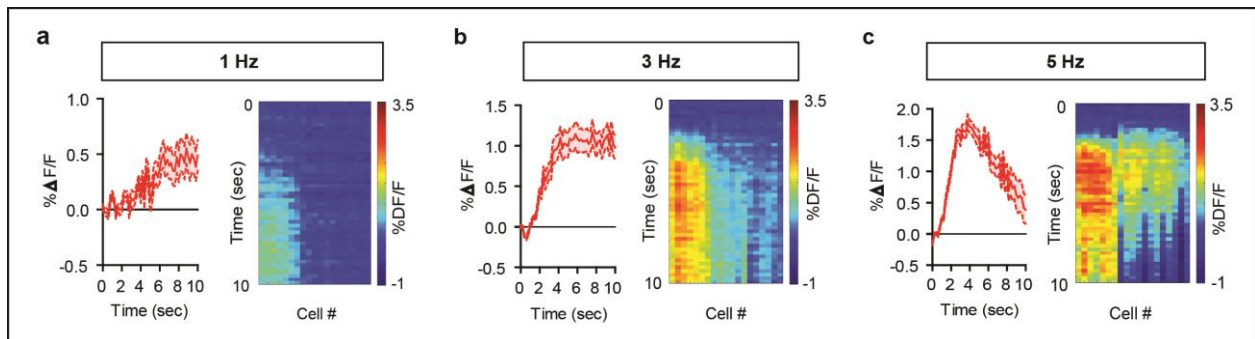 a
1 Hz
1.0
0.5
0.0
-0.5
%ΔF/F
0 2 4 6 8 10
Time (sec)
0
Time (sec)
10
Cell #
3.5
%DF/F
-1
b
3 Hz
1.5
1.0
0.5
0.0
-0.5
%ΔF/F
0 2 4 6 8 10
Time (sec)
0
Time (sec)
10
Cell #
3.5
%DF/F
-1
c
5 Hz
2.0
1.5
1.0
0.5
0.0
-0.5
%ΔF/F
0 2 4 6 8 10
Time (sec)
0
Time (sec)
10
Cell #
3.5
%DF/F
-1